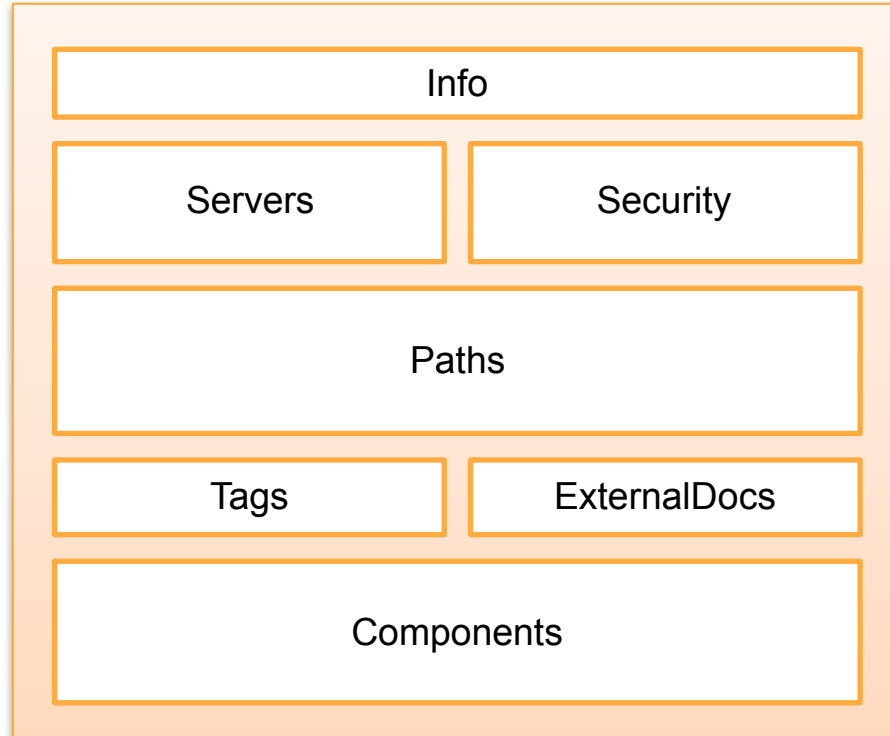 Info
Servers
Security
Paths
Tags
ExternalDocs
Components